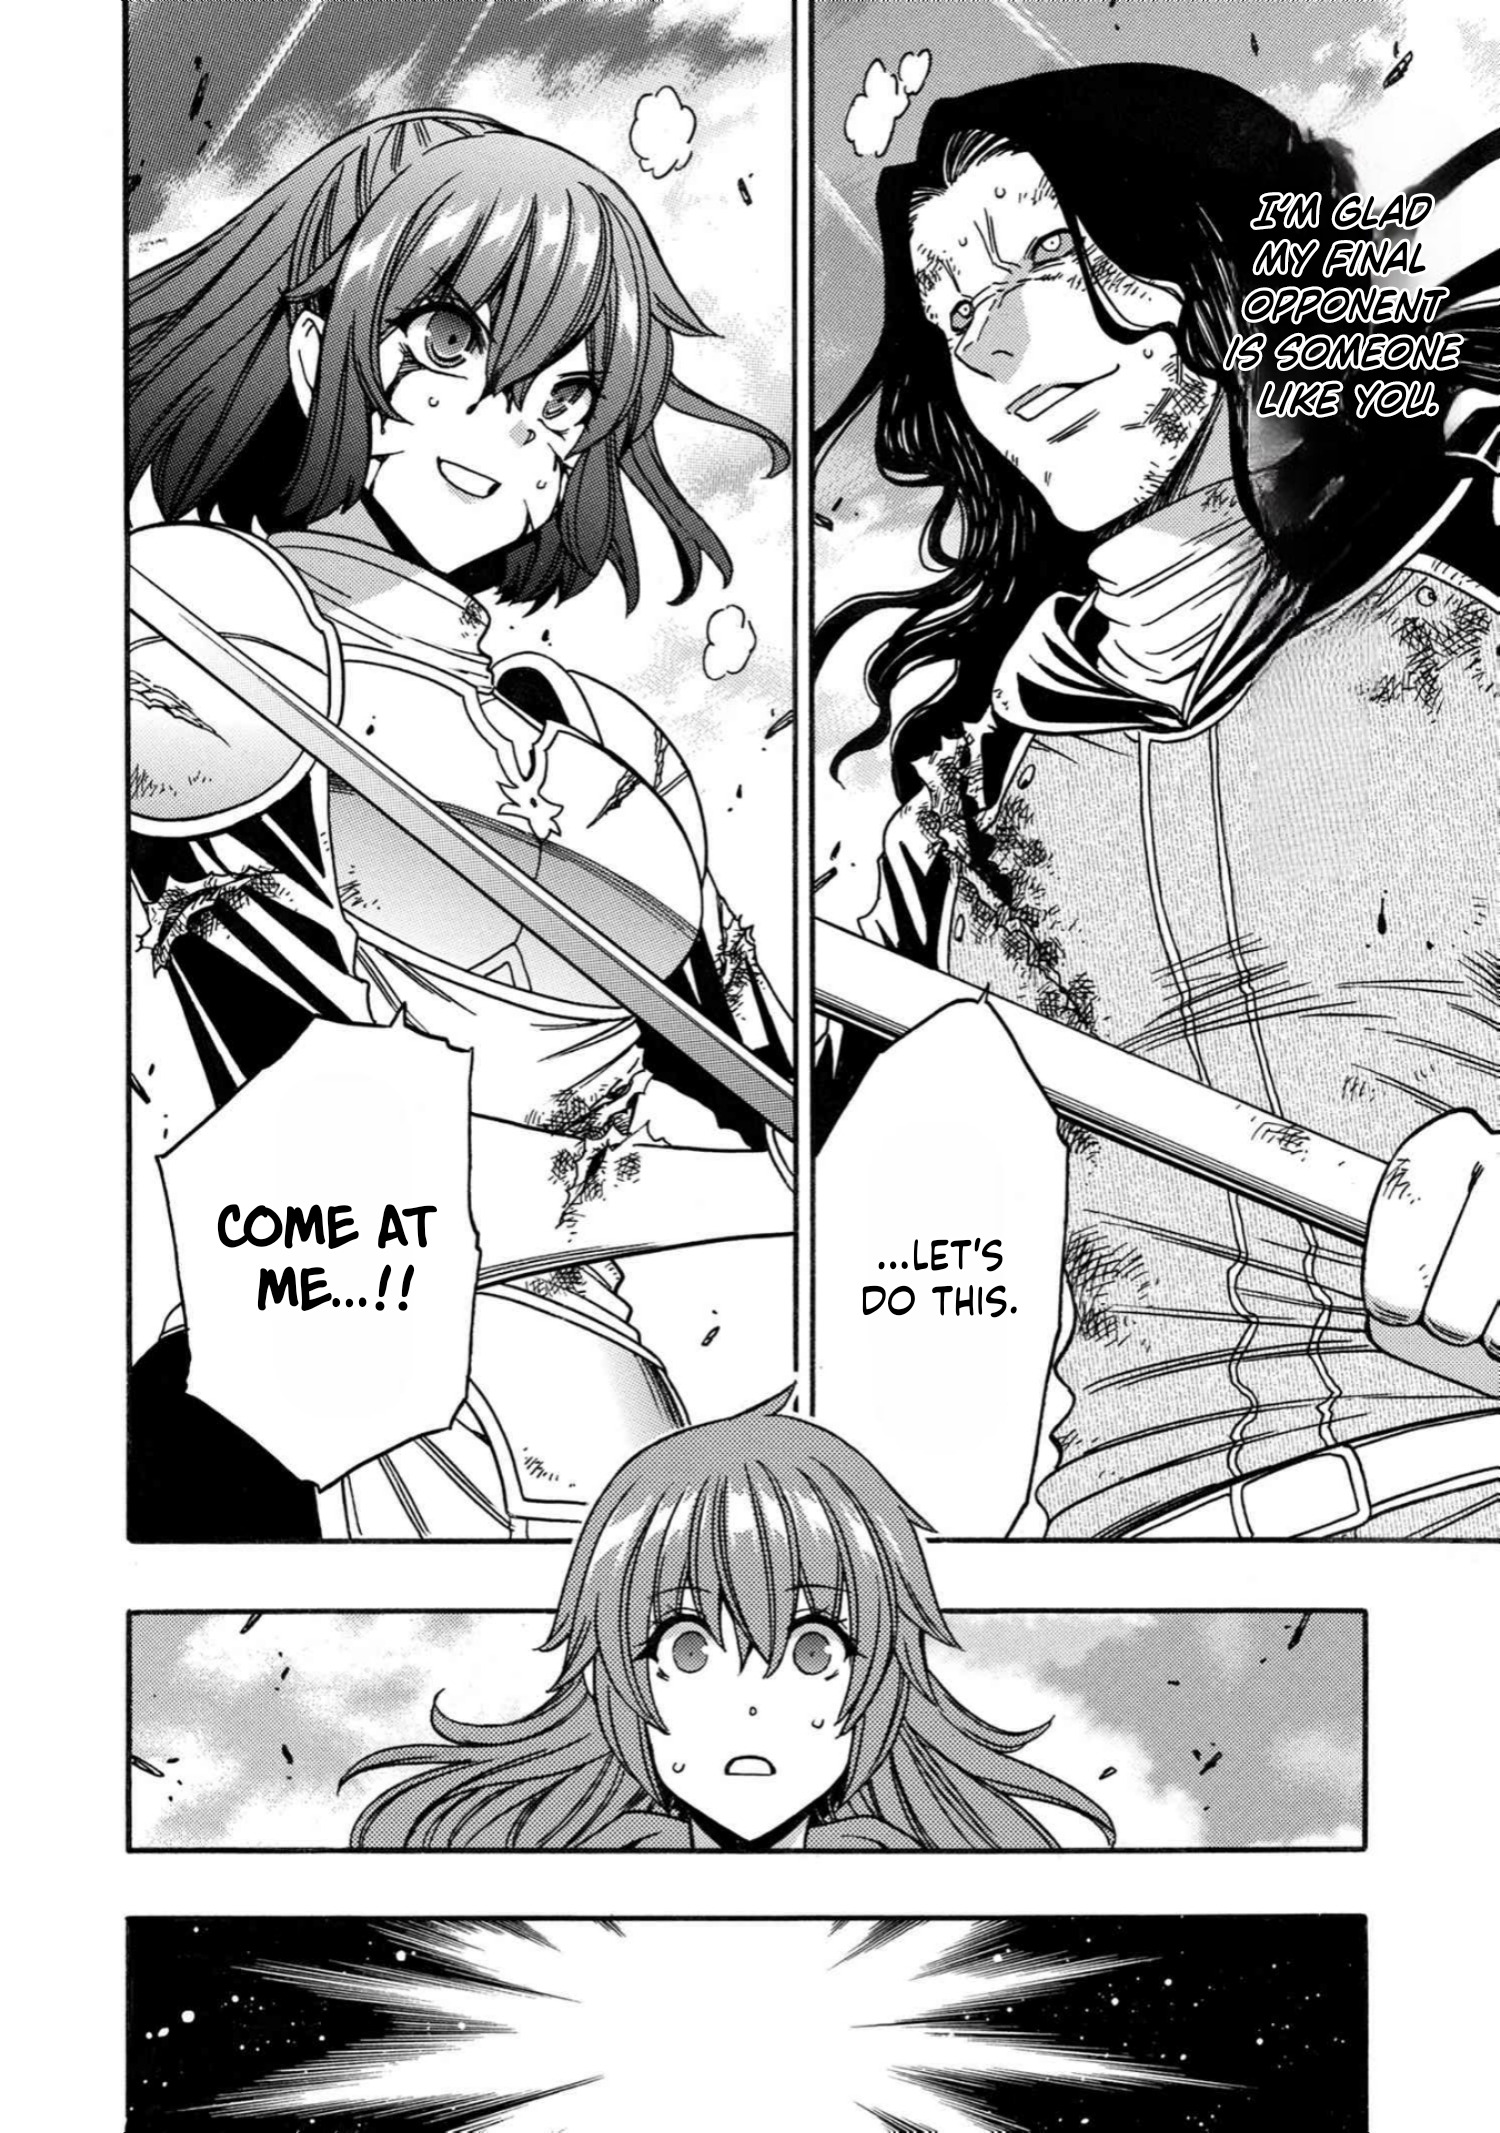 I'M GLAD
MY FINAL
OPPONENT
IS SOMEONE
LIKE YOU.
...LET'S
DO THIS.
COME AT
ME...!!